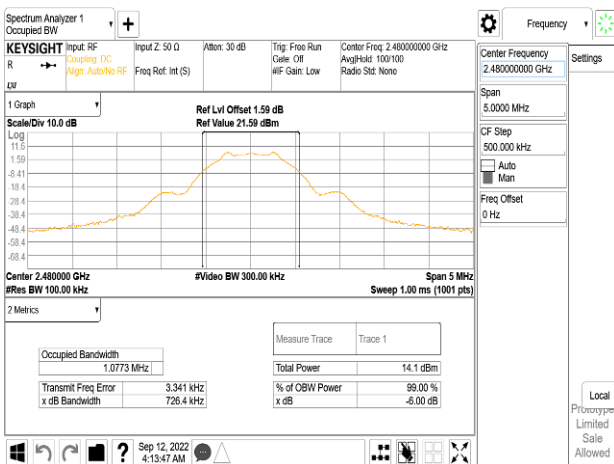 Spectrum Analyzer 1
Occupied BW
Frequency
KEYSIGHT
R
Input: RF
Coupling: DC
Align: Auto/No RF
Input Z: 50 Ω
Freq Ref: Int (S)
Atten: 30 dB
Trig: Free Run
Gate: Off
#IF Gain: Low
Center Freq: 2.480000000 GHz
Avg|Hold: 100/100
Radio Std: None
Center Frequency
2.480000000 GHz
Settings
Span
5.0000 MHz
CF Step
500.000 kHz
Auto
Man
Freq Offset
0 Hz
1 Graph
Scale/Div 10.0 dB
Ref Lvl Offset 1.59 dB
Ref Value 21.59 dBm
Log
11.6
1.59
-8.41
-18.4
-28.4
-38.4
-48.4
-58.4
-68.4
Center 2.480000 GHz
#Video BW 300.00 kHz
Span 5 MHz
#Res BW 100.00 kHz
Sweep 1.00 ms (1001 pts)
2 Metrics
Measure Trace
Trace 1
Occupied Bandwidth
1.0773 MHz
Total Power
14.1 dBm
Transmit Freq Error
3.341 kHz
% of OBW Power
99.00 %
x dB Bandwidth
726.4 kHz
x dB
-6.00 dB
Local
Prototype
Limited
Sale
Allowed
Sep 12, 2022
4:13:47 AM